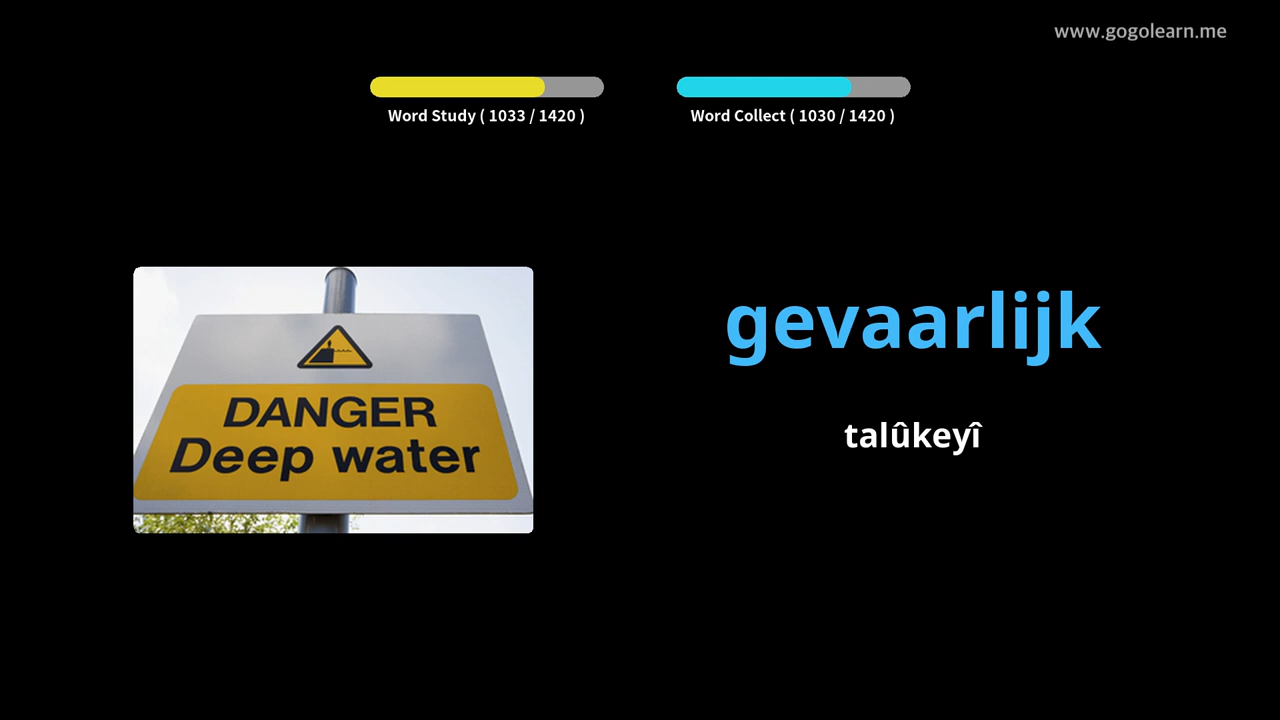 www.gogolearn.me
Word Study ( 1033 / 1420 )
Word Collect ( 1030 / 1420 )
DANGER
Deep water
gevaarlijk
talûkeyî